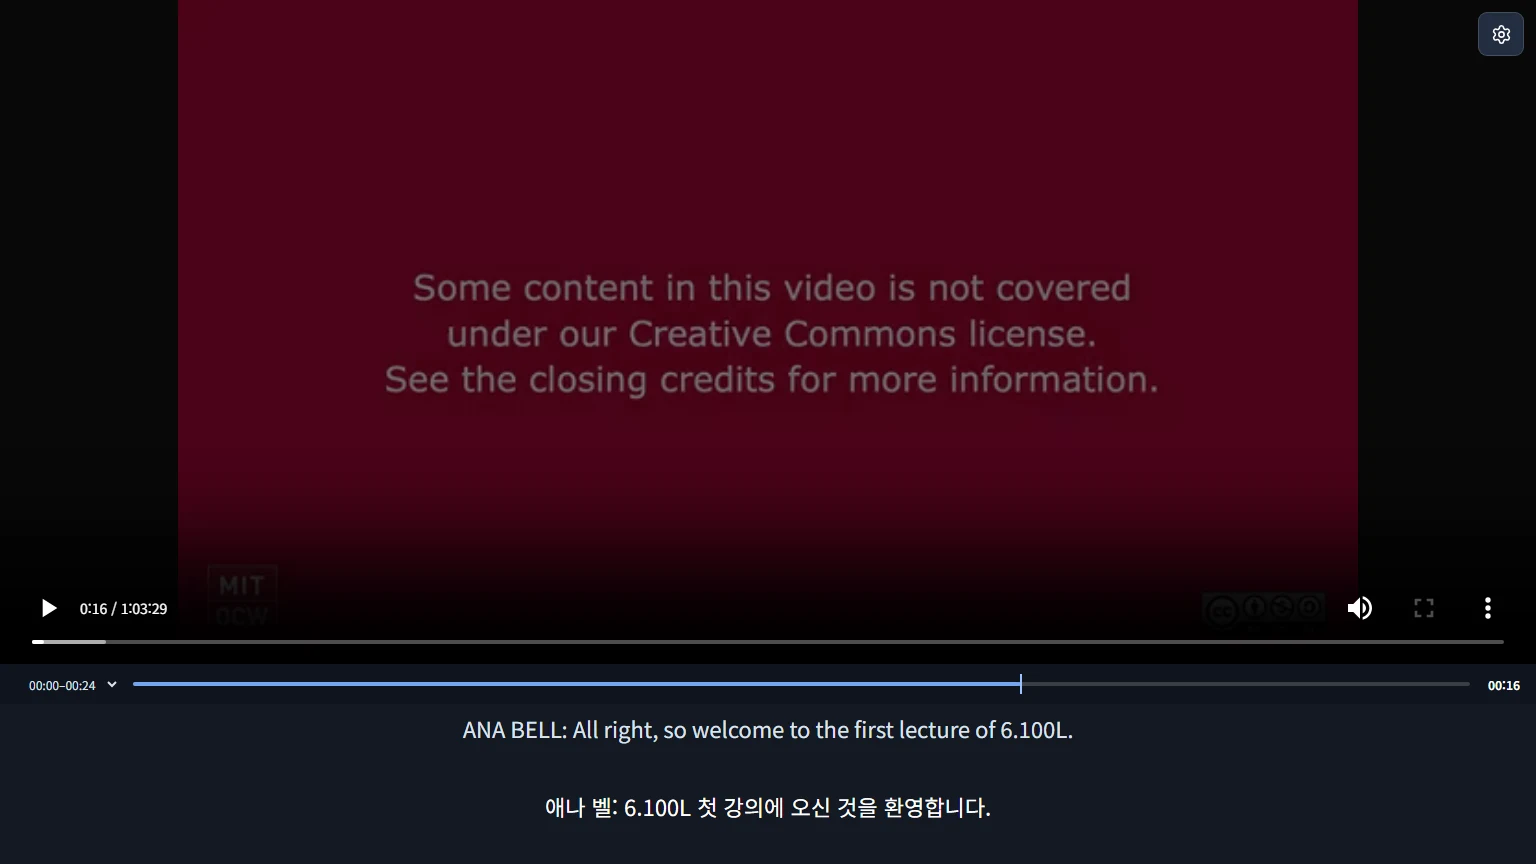 Some content in this video is not covered
under our Creative Commons license.
See the closing credits for more information.
MIT
OCW
0:16 / 1:03:29
cc
00:00–00:24
00:16
ANA BELL: All right, so welcome to the first lecture of 6.100L.
애나 벨: 6.100L 첫 강의에 오신 것을 환영합니다.